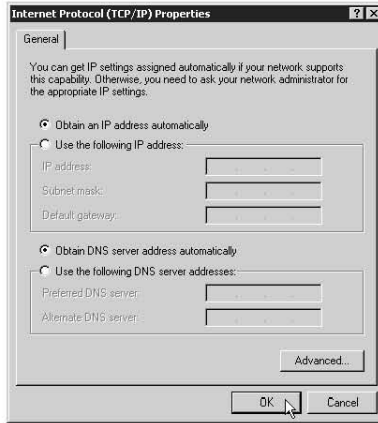 Internet Protocol (TCP/IP) Properties
General
You can get IP settings assigned automatically if your network supports
this capability. Otherwise, you need to ask your network administrator for
the appropriate IP settings.
Obtain an IP address automatically
Use the following IP address:
IP address:
Subnet mask:
Default gateway:
Obtain DNS server address automatically
Use the following DNS server addresses:
Preferred DNS server:
Alternate DNS server:
Advanced...
OK
Cancel